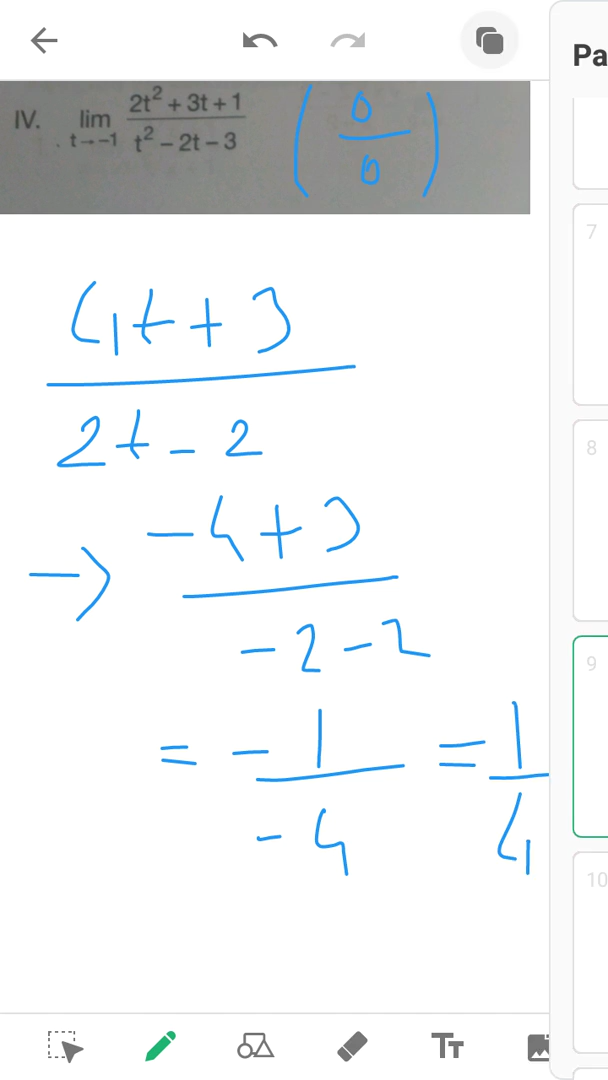 Pa
IV. lim t→-1 (2t² + 3t + 1)/(t² - 2t - 3) (0/0)
7
(4t + 3)/(2t - 2)
8
→ (-4 + 3)/(-2 - 2)
9
= -1/-4 = 1/4
10
Tт